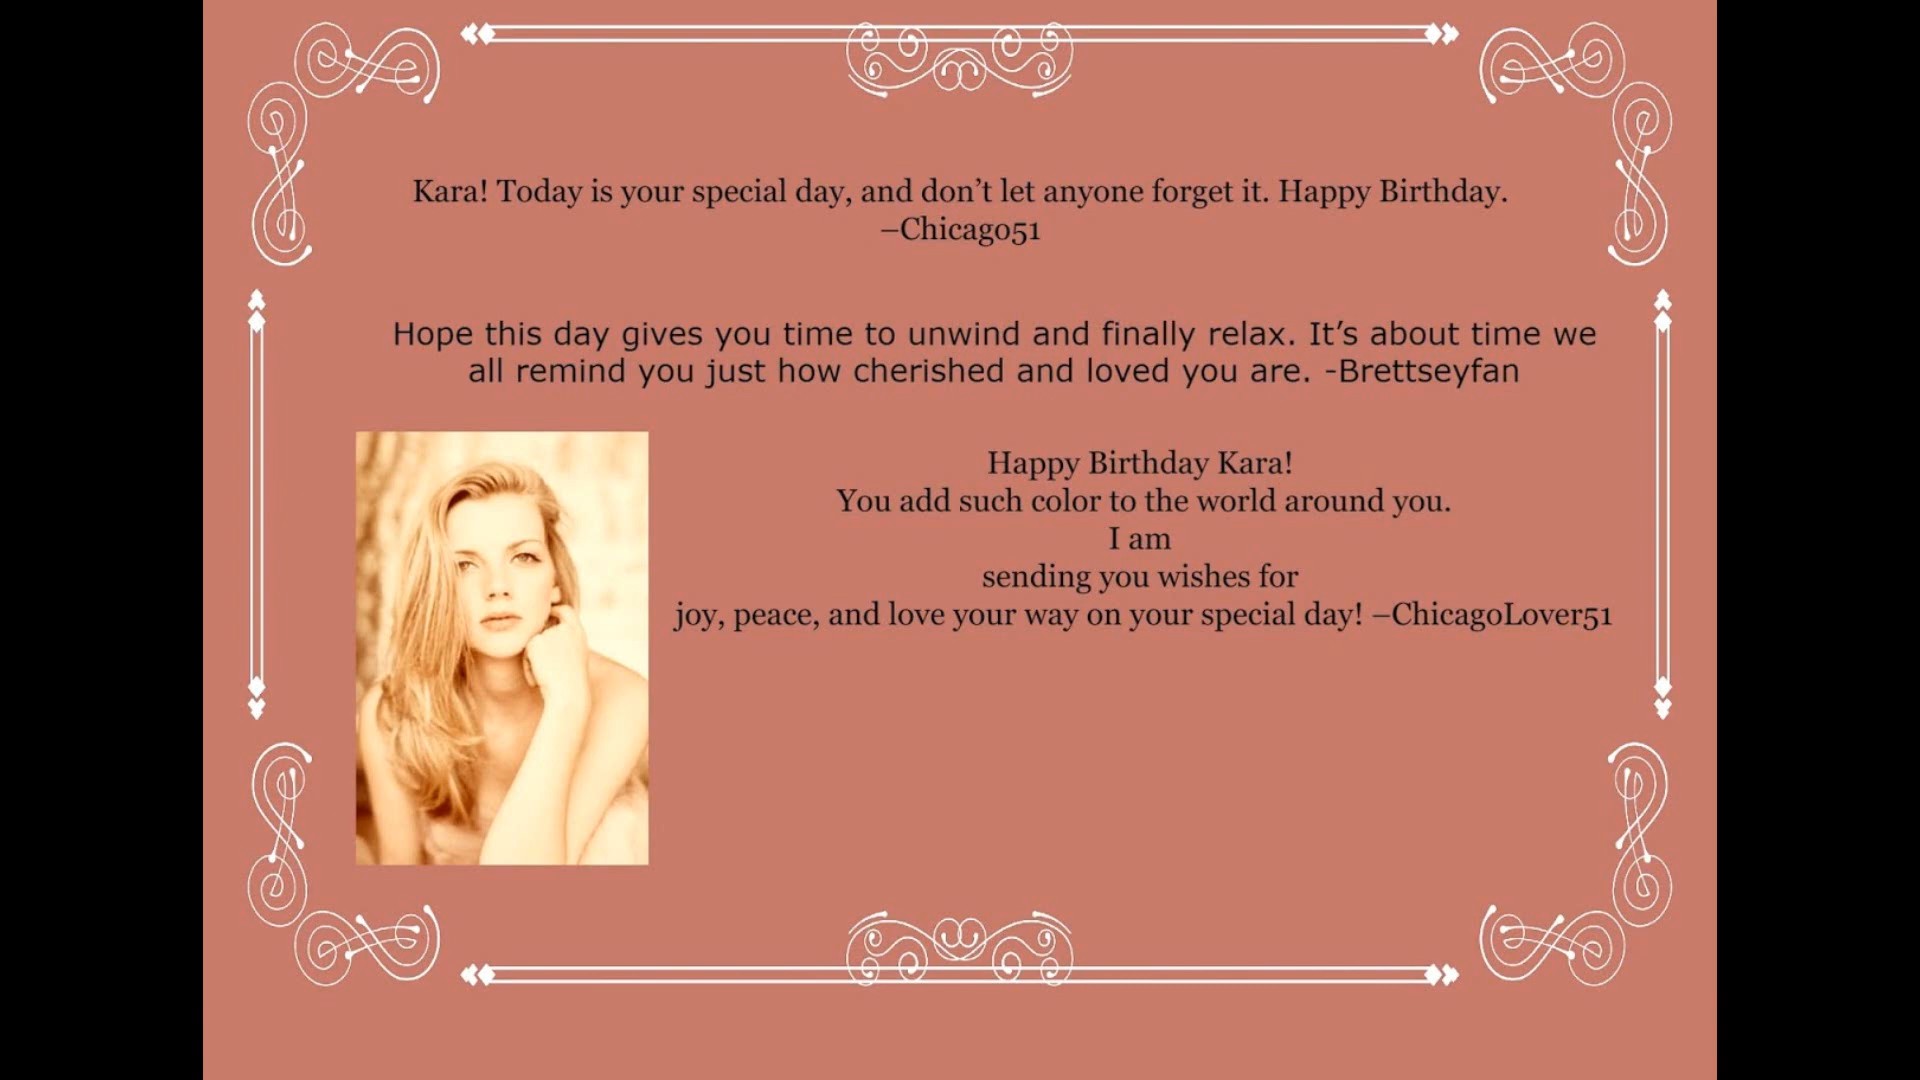 Kara! Today is your special day, and don’t let anyone forget it. Happy Birthday.
–Chicago51
Hope this day gives you time to unwind and finally relax. It’s about time we
all remind you just how cherished and loved you are. -Brettseyfan
Happy Birthday Kara!
You add such color to the world around you.
I am
sending you wishes for
joy, peace, and love your way on your special day! –ChicagoLover51